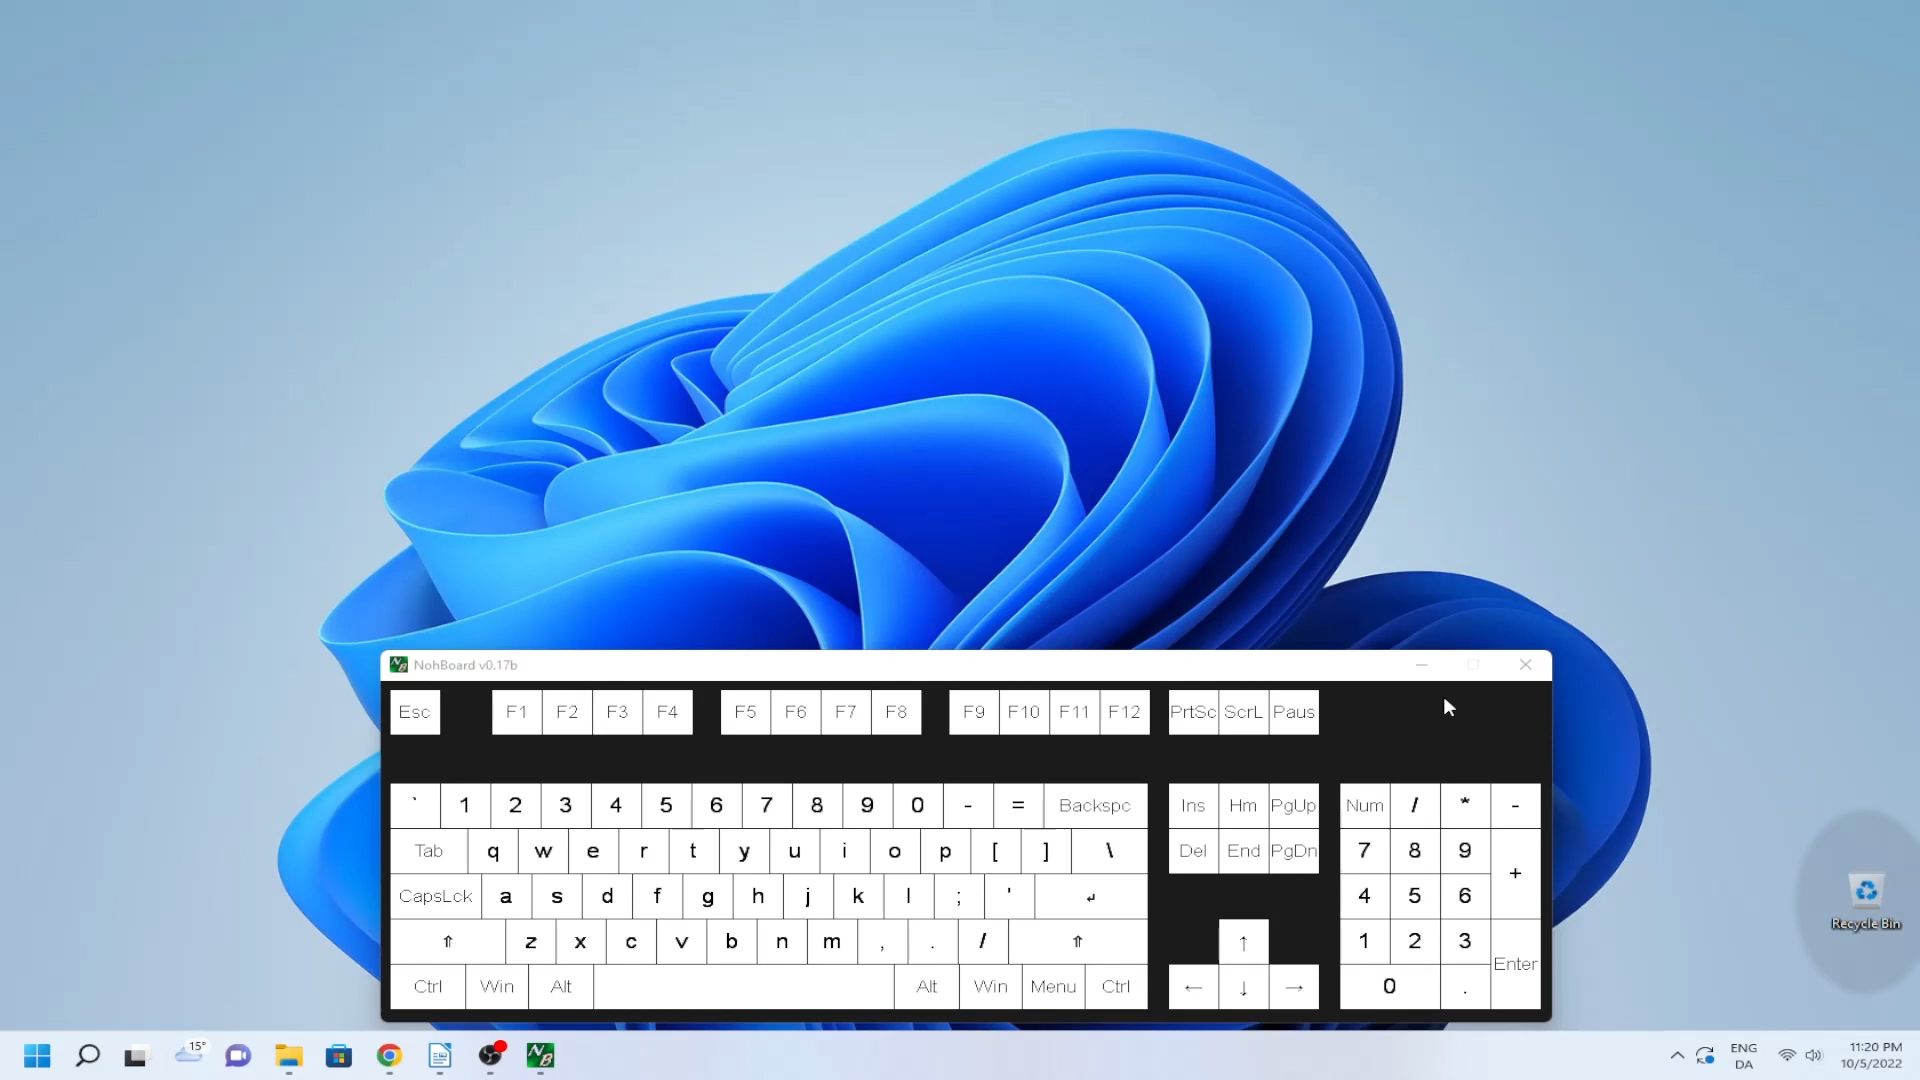 NohBoard v0.17b
Esc F1 F2 F3 F4 F5 F6 F7 F8 F9 F10 F11 F12 PrtSc ScrL Paus
` 1 2 3 4 5 6 7 8 9 0 - = Backspc Ins Hm PgUp Num / * -
Tab q w e r t y u i o p [ ] \ Del End PgDn 7 8 9 +
CapsLck a s d f g h j k l ; ' ↵ 4 5 6
⇑ z x c v b n m , . / ⇑ ↑ 1 2 3 Enter
Ctrl Win Alt Alt Win Menu Ctrl ← ↓ → 0 .
Recycle Bin
15°
ENG
DA
11:20 PM
10/5/2022